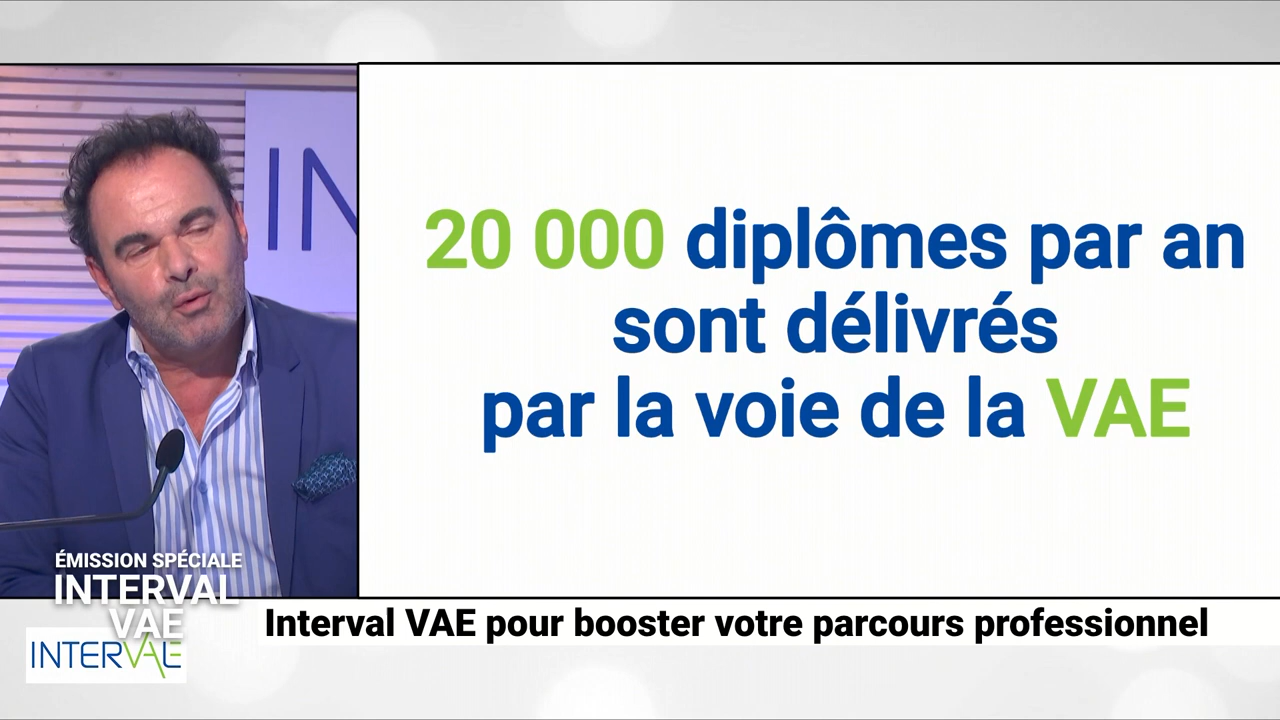 IN
20 000 diplômes par an
sont délivrés
par la voie de la VAE
ÉMISSION SPÉCIALE
INTERVAL
VAE
INTERVAE
Interval VAE pour booster votre parcours professionnel